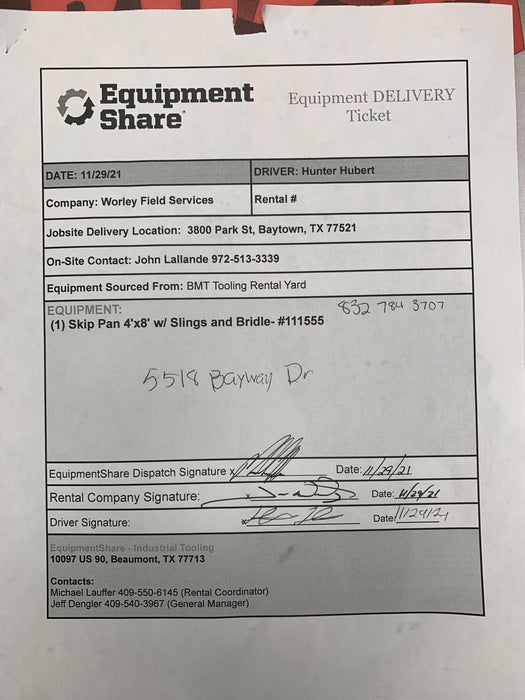 Equipment
Share
Equipment DELIVERY
Ticket
DATE: 11/29/21 DRIVER: Hunter Hubert
Company: Worley Field Services Rental #
Jobsite Delivery Location: 3800 Park St, Baytown, TX 77521
On-Site Contact: John Lallande 972-513-3339
Equipment Sourced From: BMT Tooling Rental Yard
EQUIPMENT: 832 784 3707
(1) Skip Pan 4'x8' w/ Slings and Bridle- #111555
5518 Bayway Dr
EquipmentShare Dispatch Signature x Date: 11/29/21
Rental Company Signature: x Date: 11/29/21
Driver Signature: x Date: 11/29/21
EquipmentShare - Industrial Tooling
10097 US 90, Beaumont, TX 77713
Contacts:
Michael Lauffer 409-550-6145 (Rental Coordinator)
Jeff Dengler 409-540-3967 (General Manager)